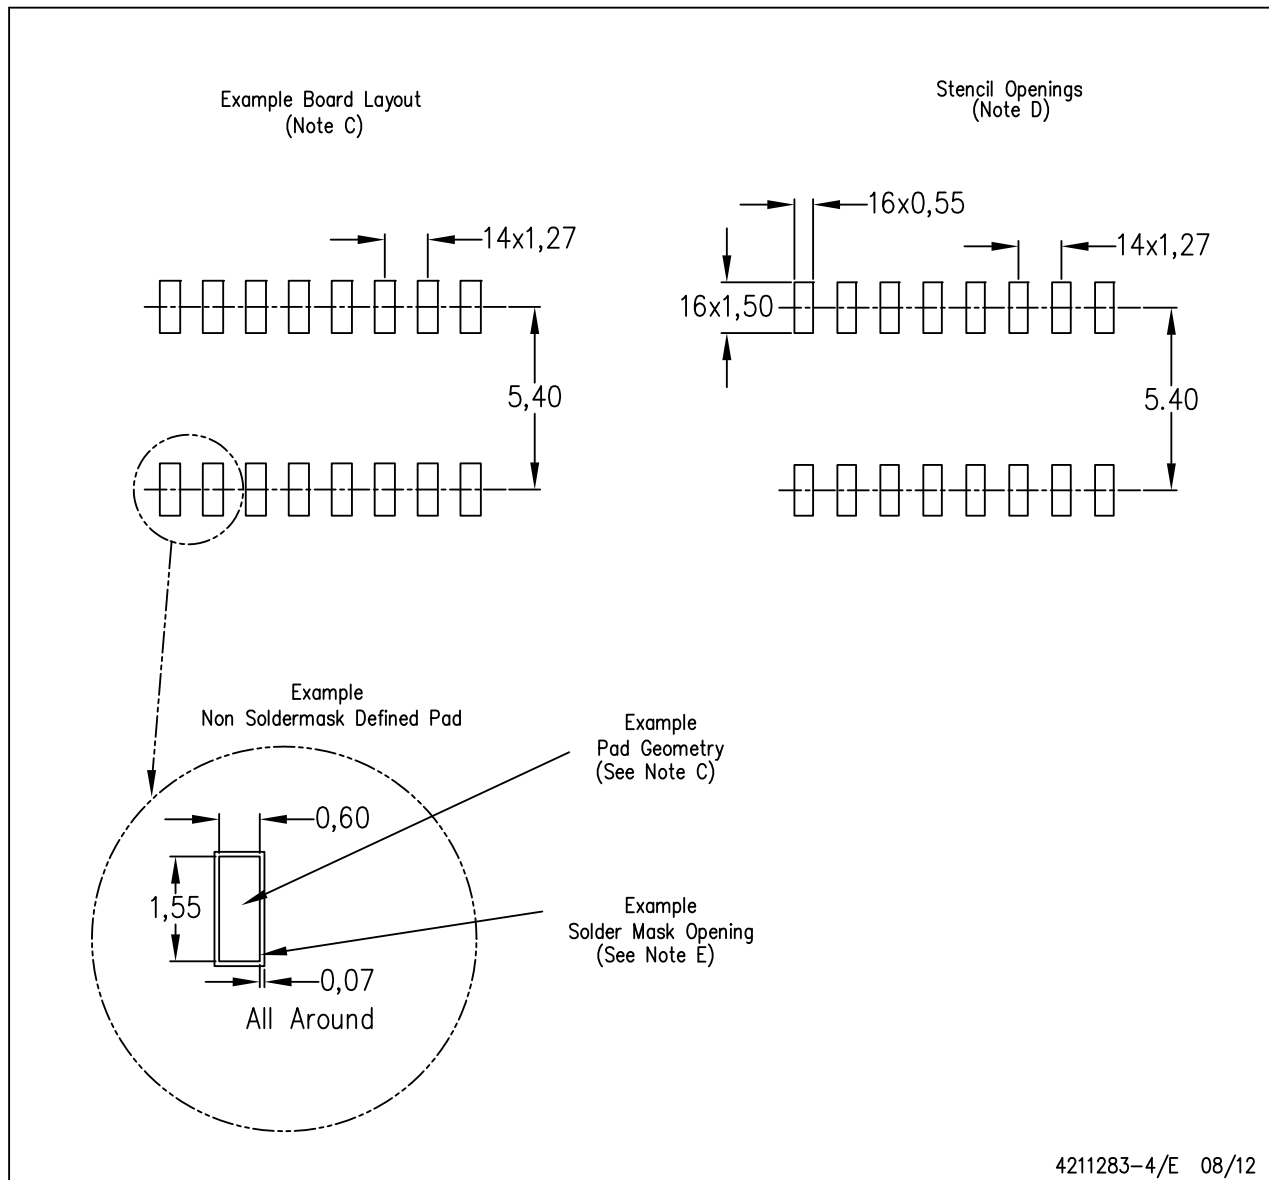 Example Board Layout
(Note C)
14x1,27
5,40
Stencil Openings
(Note D)
16x0,55
14x1,27
16x1,50
5.40
Example
Non Soldermask Defined Pad
Example
Pad Geometry
(See Note C)
0,60
1,55
Example
Solder Mask Opening
(See Note E)
0,07
All Around
4211283-4/E 08/12